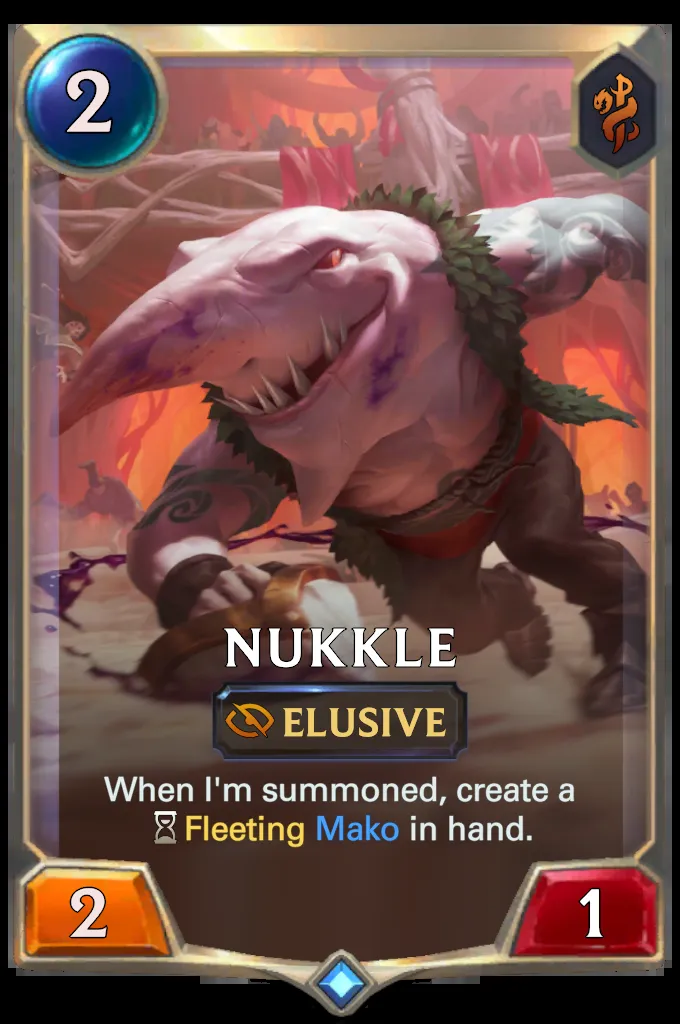 2
NUKKLE
ELUSIVE
When I'm summoned, create a
Fleeting Mako in hand.
2
1